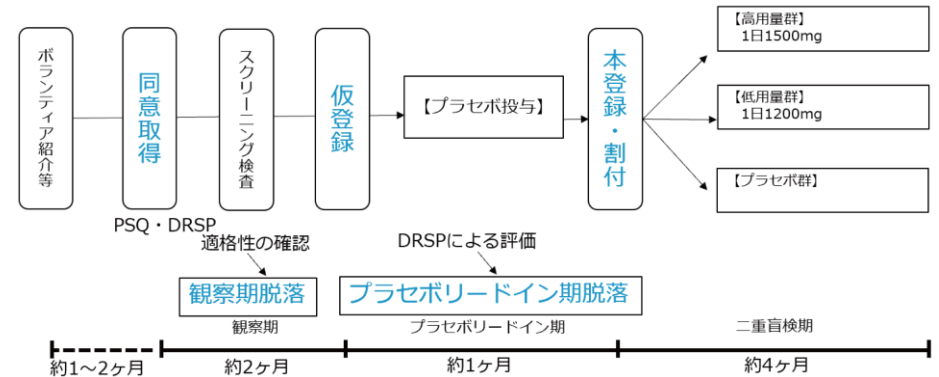 ボランティア紹介等
同意取得
スクリーニング検査
仮登録
【プラセボ投与】
本登録・割付
【高用量群】
1日1500mg
【低用量群】
1日1200mg
【プラセボ群】
PSQ・DRSP
適格性の確認
DRSPによる評価
観察期脱落
プラセボリードイン期脱落
観察期
プラセボリードイン期
二重盲検期
約1～2ヶ月
約2ヶ月
約1ヶ月
約4ヶ月